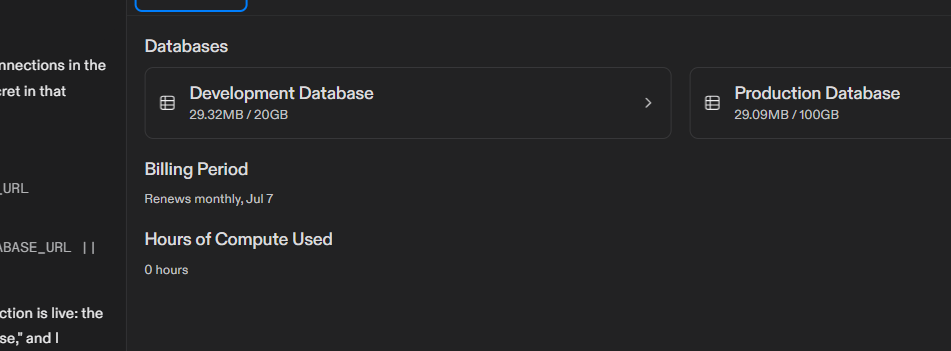 nnections in the
cret in that
_URL
ABASE_URL ||
ction is live: the
se," and I
Databases
Development Database
29.32MB / 20GB
Production Database
29.09MB / 100GB
Billing Period
Renews monthly, Jul 7
Hours of Compute Used
0 hours